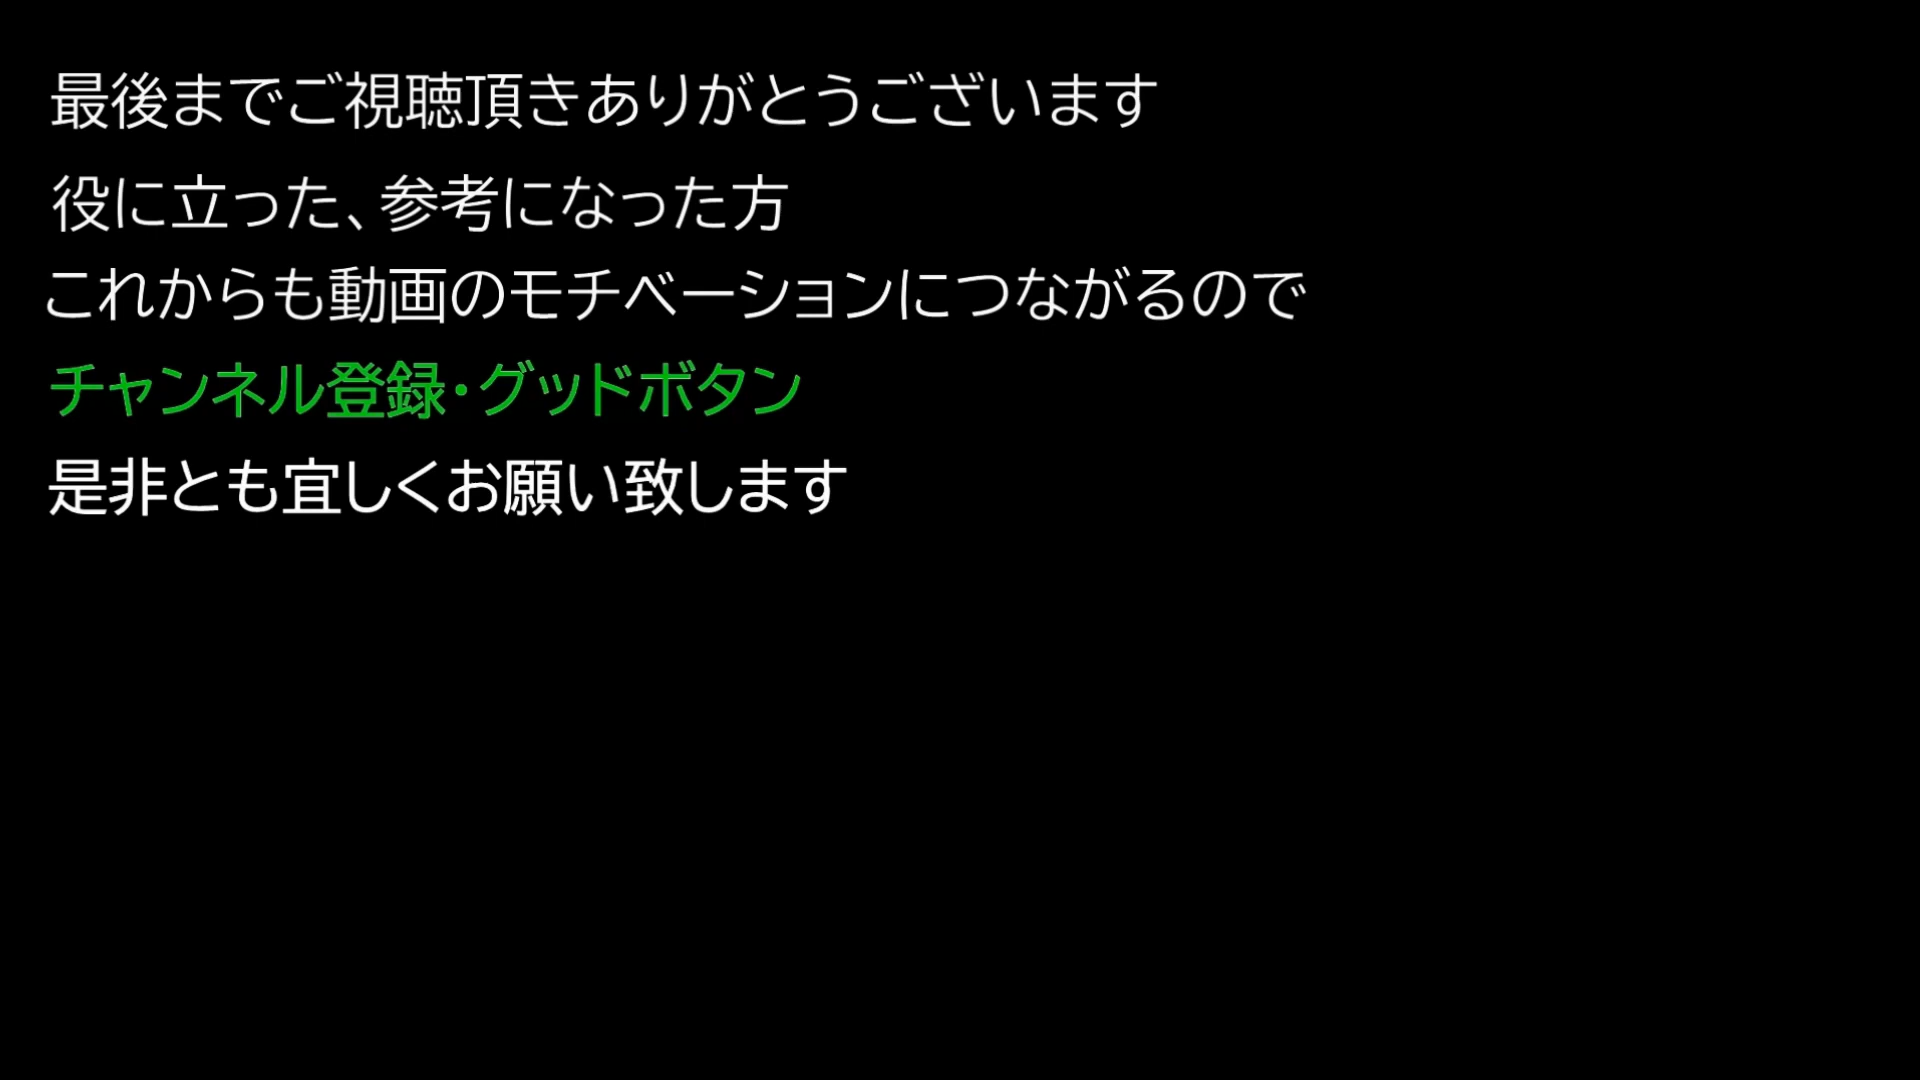 最後までご視聴頂きありがとうございます
役に立った、参考になった方
これからも動画のモチベーションにつながるので
チャンネル登録・グッドボタン
是非とも宜しくお願い致します